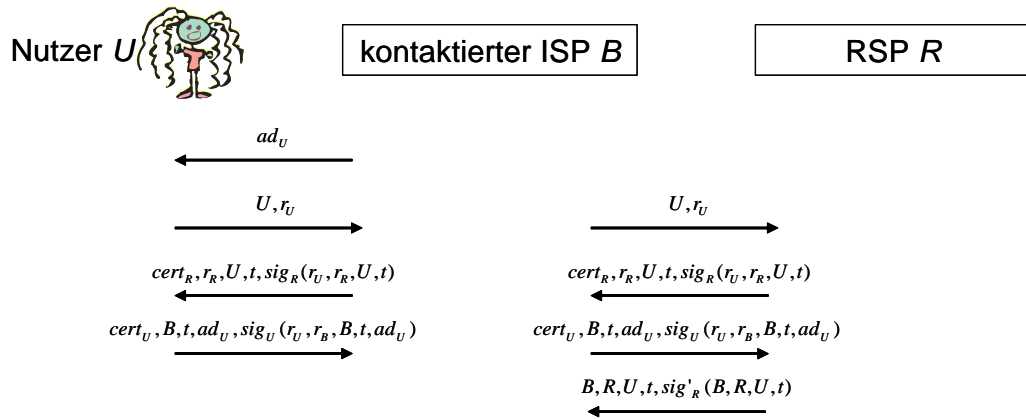 Nutzer U
kontaktierter ISP B
RSP R
ad_U
U, r_U
U, r_U
cert_R, r_R, U, t, sig_R(r_U, r_R, U, t)
cert_R, r_R, U, t, sig_R(r_U, r_R, U, t)
cert_U, B, t, ad_U, sig_U(r_U, r_B, B, t, ad_U)
cert_U, B, t, ad_U, sig_U(r_U, r_B, B, t, ad_U)
B, R, U, t, sig'_R(B, R, U, t)